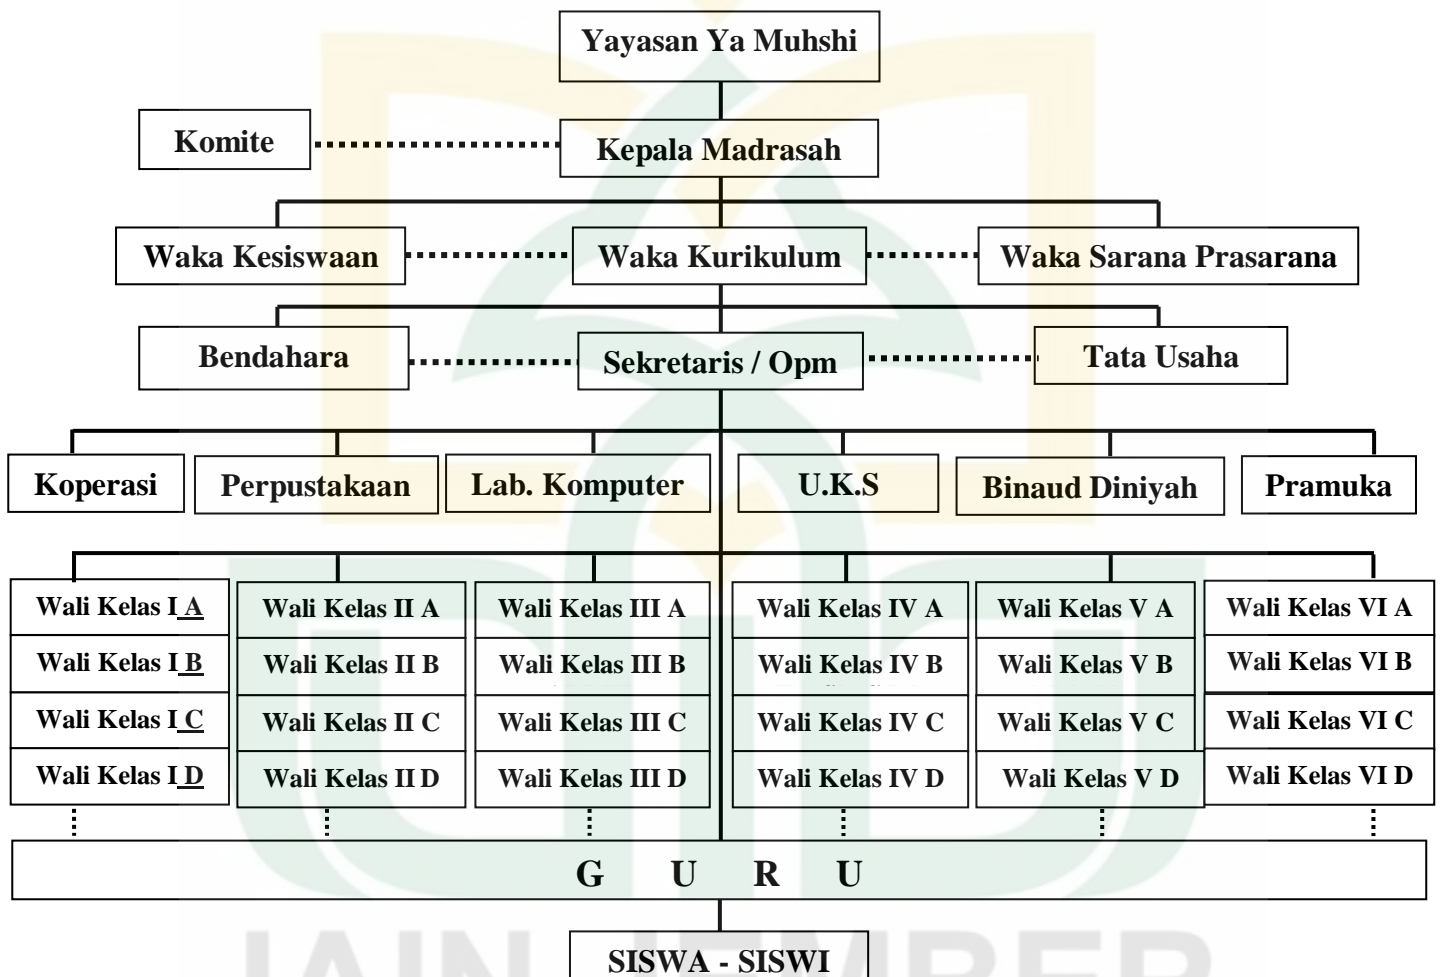 Yayasan Ya Muhshi
Komite
Kepala Madrasah
Waka Kesiswaan
Waka Kurikulum
Waka Sarana Prasarana
Bendahara
Sekretaris / Opm
Tata Usaha
Koperasi
Perpustakaan
Lab. Komputer
U.K.S
Binaud Diniyah
Pramuka
Wali Kelas I A
Wali Kelas I B
Wali Kelas I C
Wali Kelas I D
Wali Kelas II A
Wali Kelas II B
Wali Kelas II C
Wali Kelas II D
Wali Kelas III A
Wali Kelas III B
Wali Kelas III C
Wali Kelas III D
Wali Kelas IV A
Wali Kelas IV B
Wali Kelas IV C
Wali Kelas IV D
Wali Kelas V A
Wali Kelas V B
Wali Kelas V C
Wali Kelas V D
Wali Kelas VI A
Wali Kelas VI B
Wali Kelas VI C
Wali Kelas VI D
G U R U
SISWA - SISWI
IAIN JEMBER